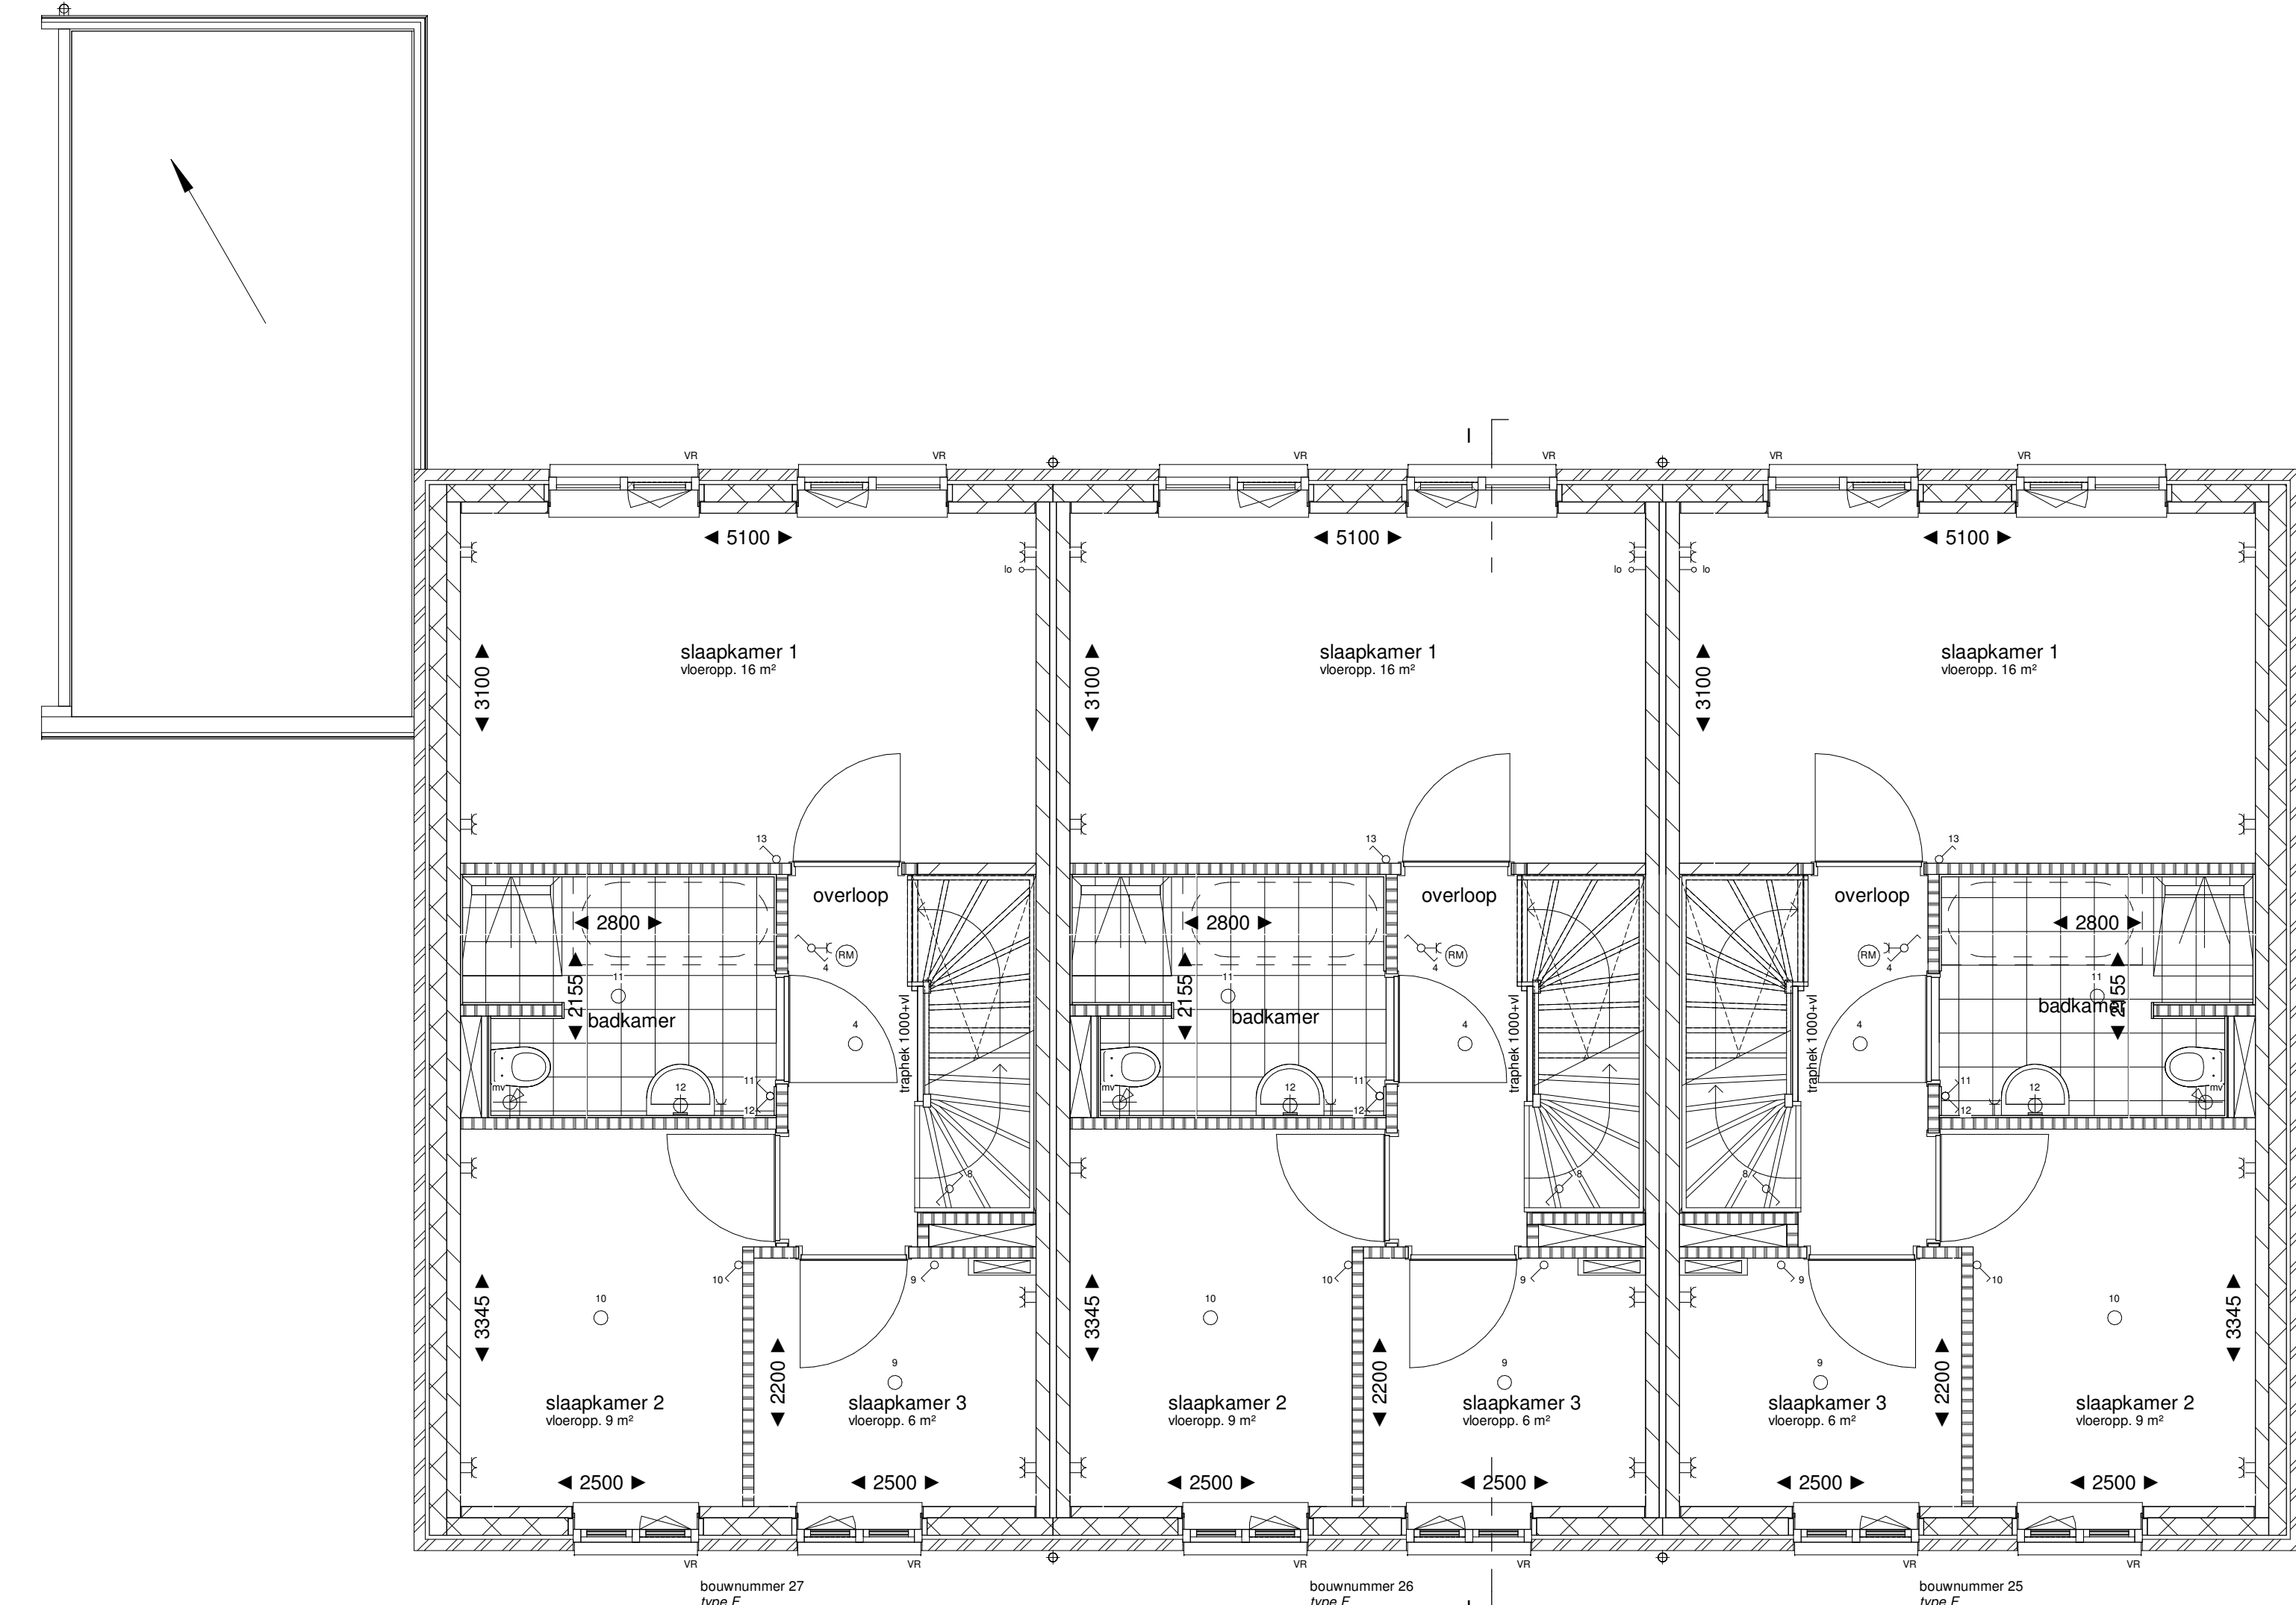 VR VR VR I VR VR VR
5100 5100 5100
lo lo lo
slaapkamer 1 slaapkamer 1 slaapkamer 1
vloeropp. 16 m² vloeropp. 16 m² vloeropp. 16 m²
3100 3100 3100
13 13 13
overloop overloop overloop
2800 2800 2800
RM RM RM
4 4 4
11 11 11
2155 2155 2155
badkamer badkamer badkamer
4 4 4
traphek 1000+vl traphek 1000+vl traphek 1000+vl
mv 12 11 mv 12 11 11 12 mv
12 12 12
8 8 8
10 9 10 9 9 10
10 10 10
3345 3345 3345
9 9 9
2200 2200 2200
slaapkamer 2 slaapkamer 3 slaapkamer 2 slaapkamer 3 slaapkamer 3 slaapkamer 2
vloeropp. 9 m² vloeropp. 6 m² vloeropp. 9 m² vloeropp. 6 m² vloeropp. 6 m² vloeropp. 9 m²
2500 2500 2500 2500 2500 2500
VR VR VR VR VR VR
bouwnummer 27 bouwnummer 26 bouwnummer 25